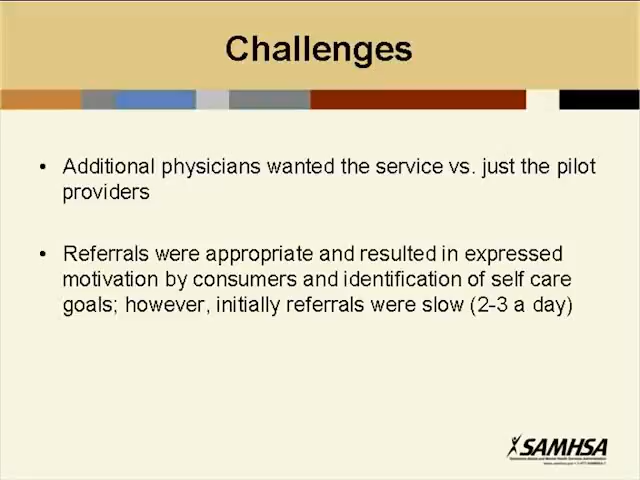 Challenges
• Additional physicians wanted the service vs. just the pilot
providers
• Referrals were appropriate and resulted in expressed
motivation by consumers and identification of self care
goals; however, initially referrals were slow (2-3 a day)
SAMHSA